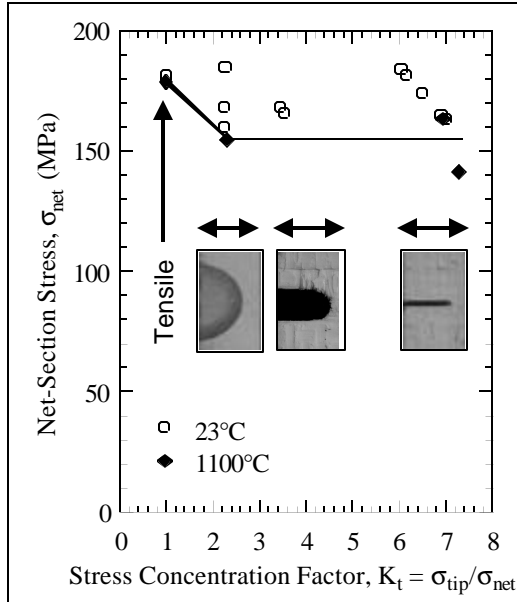 200
150
100
50
0
Net-Section Stress, σnet (MPa)
Tensile
23°C
1100°C
0 1 2 3 4 5 6 7 8
Stress Concentration Factor, Kt = σtip/σnet